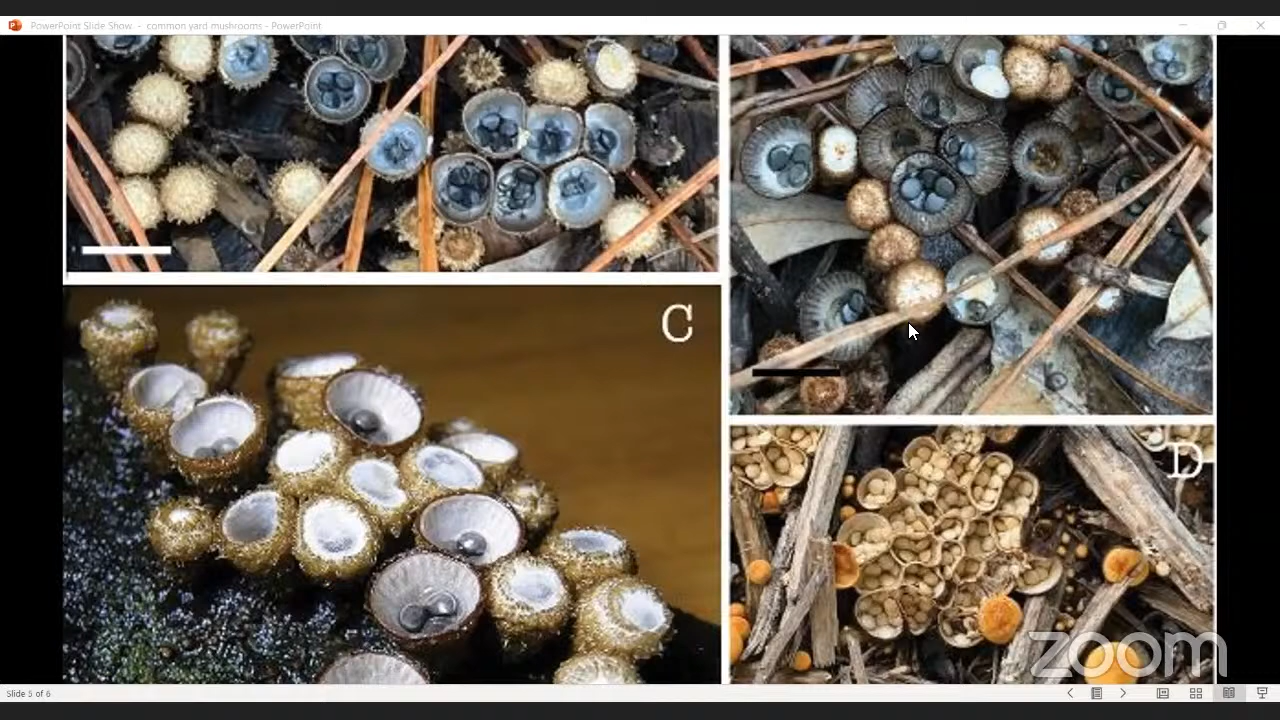 PowerPoint Slide Show - common yard mushrooms - PowerPoint
C
D
zoom
Slide 5 of 6